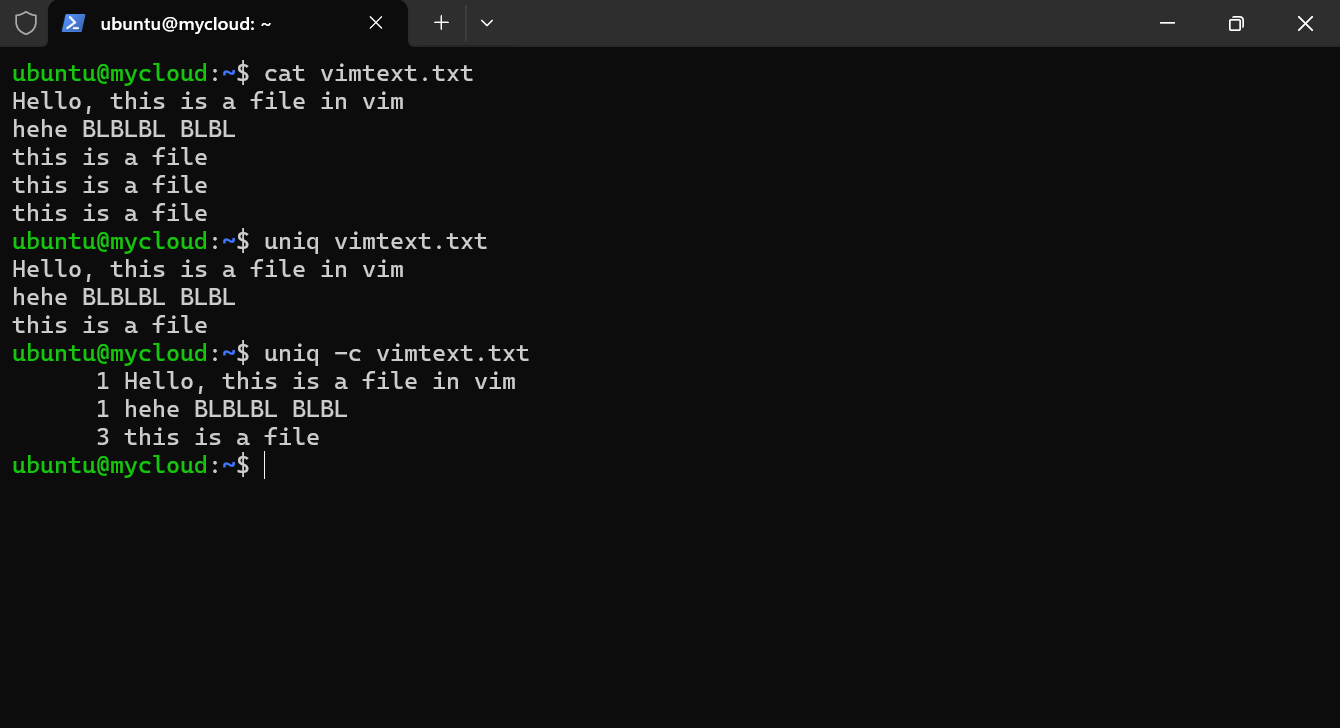 ubuntu@mycloud: ~
ubuntu@mycloud:~$ cat vimtext.txt
Hello, this is a file in vim
hehe BLBLBL BLBL
this is a file
this is a file
this is a file
ubuntu@mycloud:~$ uniq vimtext.txt
Hello, this is a file in vim
hehe BLBLBL BLBL
this is a file
ubuntu@mycloud:~$ uniq -c vimtext.txt
      1 Hello, this is a file in vim
      1 hehe BLBLBL BLBL
      3 this is a file
ubuntu@mycloud:~$